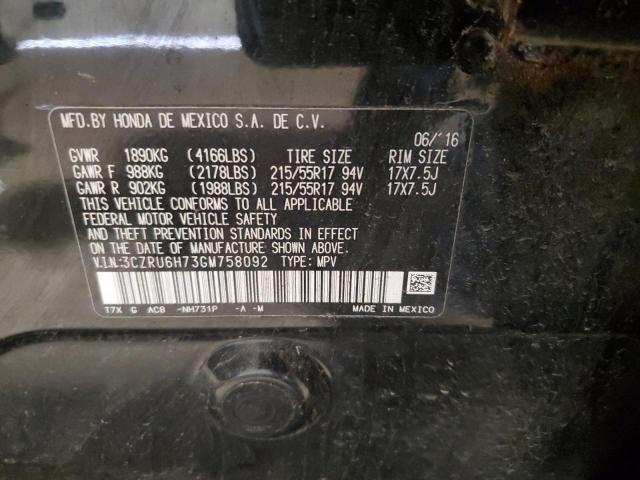 MFD.BY HONDA DE MEXICO S.A. DE C.V.
06/'16
GVWR 1890KG (4166LBS) TIRE SIZE RIM SIZE
GAWR F 988KG (2178LBS) 215/55R17 94V 17X7.5J
GAWR R 902KG (1988LBS) 215/55R17 94V 17X7.5J
THIS VEHICLE CONFORMS TO ALL APPLICABLE
FEDERAL MOTOR VEHICLE SAFETY
AND THEFT PREVENTION STANDARDS IN EFFECT
ON THE DATE OF MANUFACTURE SHOWN ABOVE.
V.I.N:3CZRU6H73GM758092 TYPE: MPV
T7X G AC8 -NH731P -A -M MADE IN MEXICO